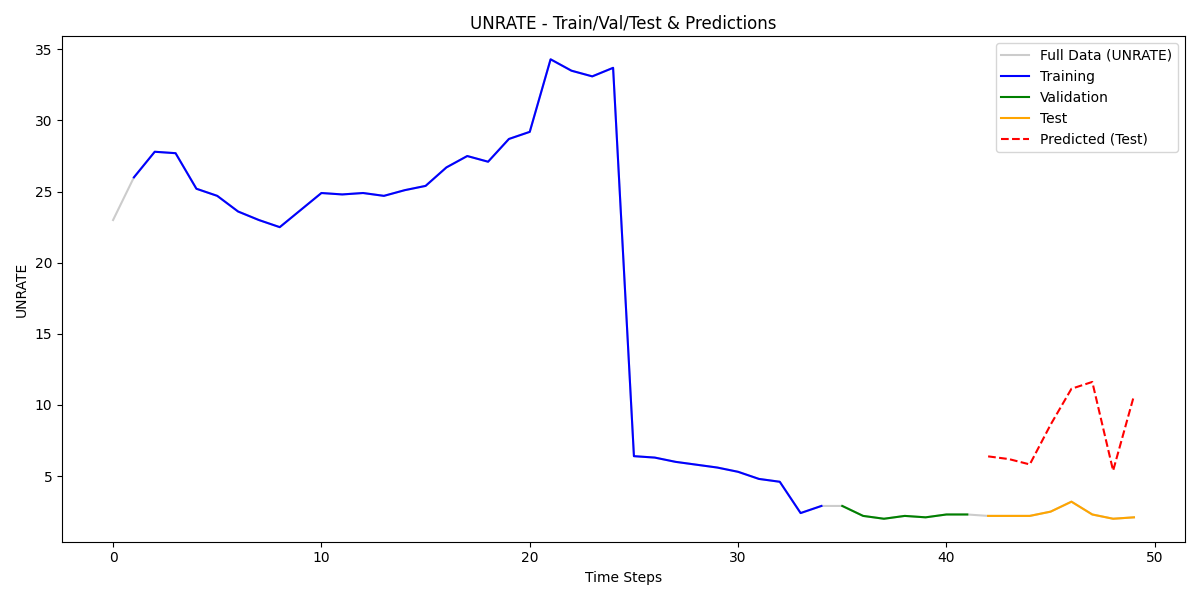 UNRATE - Train/Val/Test & Predictions
UNRATE
35
30
25
20
15
10
5
0
10
20
30
40
50
Time Steps
Full Data (UNRATE)
Training
Validation
Test
Predicted (Test)